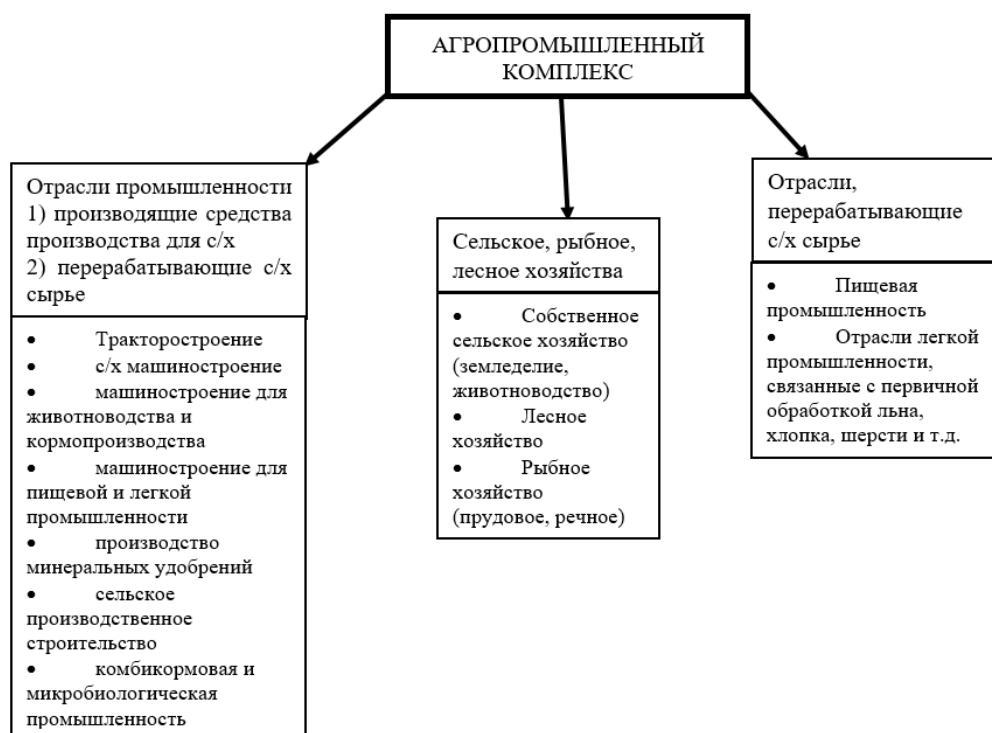 АГРОПРОМЫШЛЕННЫЙ
КОМПЛЕКС
Отрасли промышленности
1) производящие средства
производства для с/х
2) перерабатывающие с/х
сырье
• Тракторостроение
• с/х машиностроение
• машиностроение для
животноводства и
кормопроизводства
• машиностроение для
пищевой и легкой
промышленности
• производство
минеральных удобрений
• сельское
производственное
строительство
• комбикормовая и
микробиологическая
промышленность
Сельское, рыбное,
лесное хозяйства
• Собственное
сельское хозяйство
(земледелие,
животноводство)
• Лесное
хозяйство
• Рыбное
хозяйство
(прудовое, речное)
Отрасли,
перерабатывающие
с/х сырье
• Пищевая
промышленность
• Отрасли легкой
промышленности,
связанные с первичной
обработкой льна,
хлопка, шерсти и т.д.